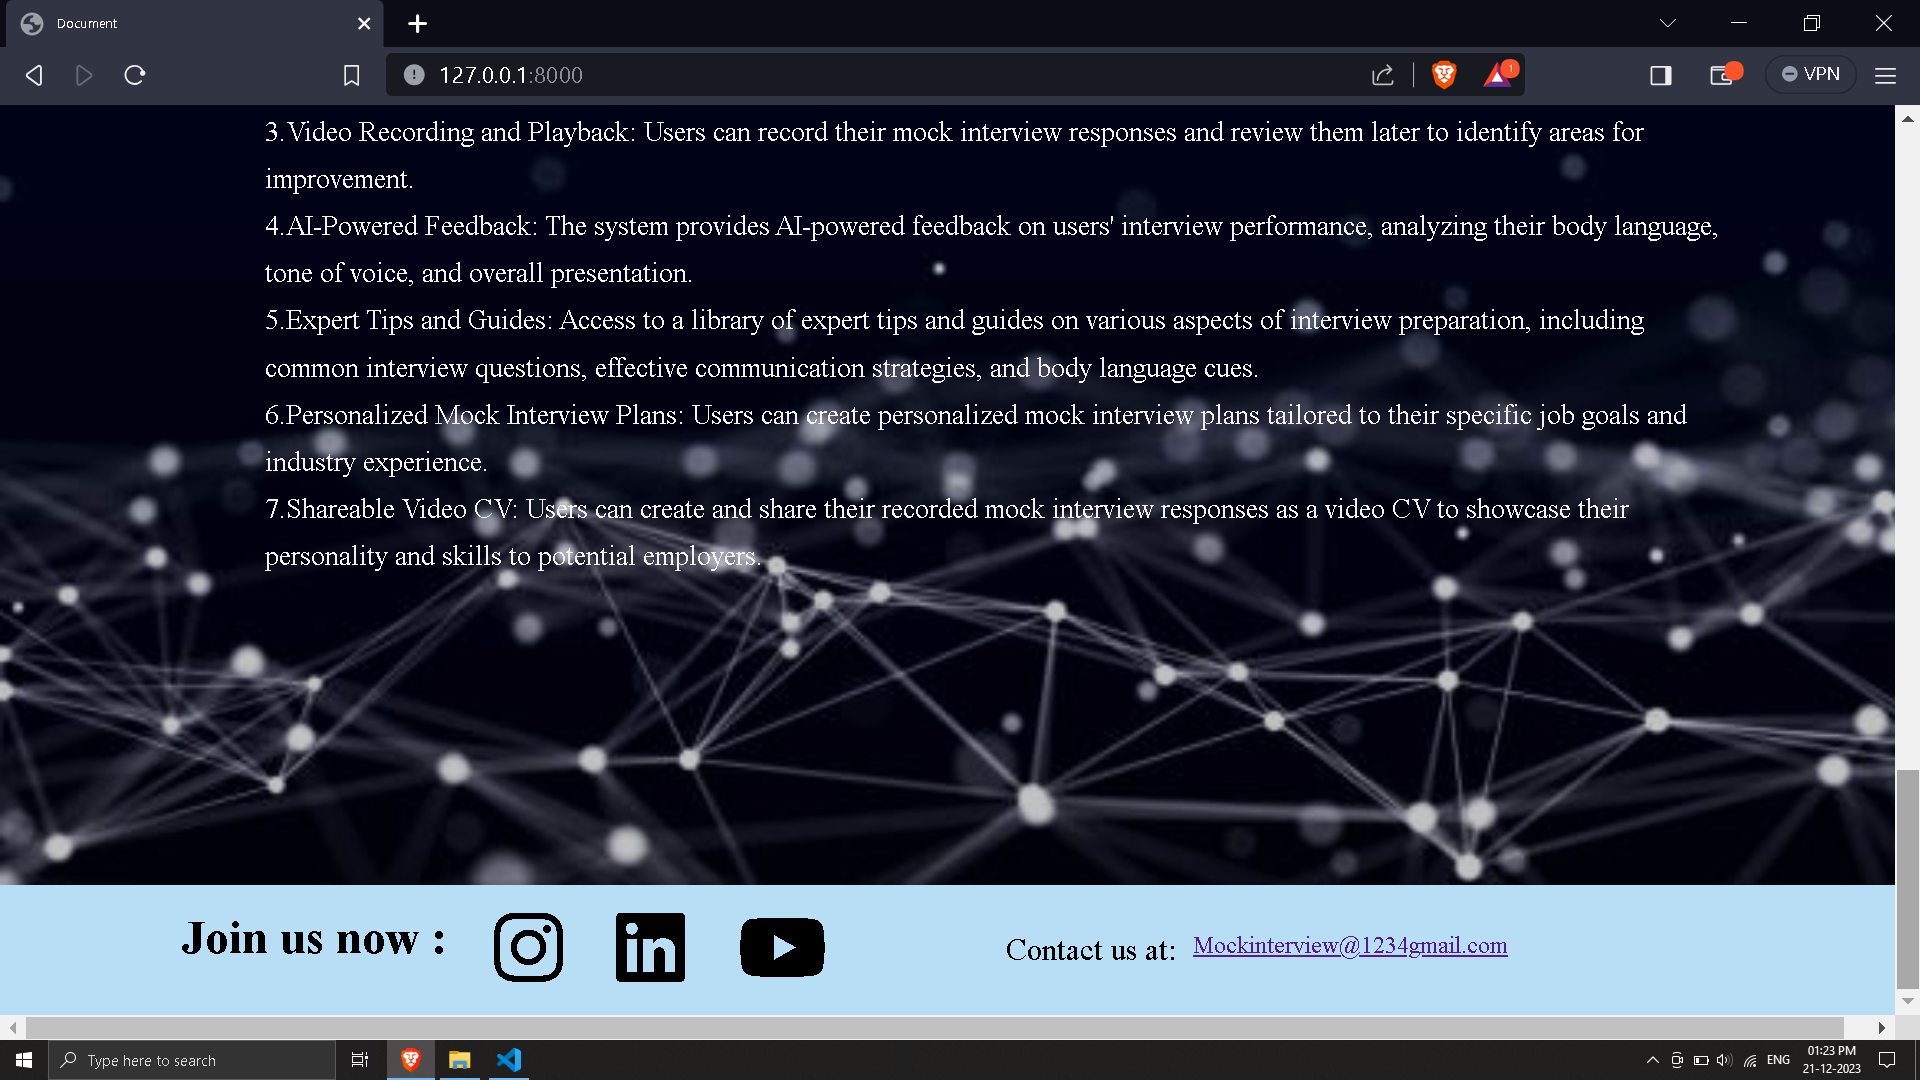 Document
127.0.0.1:8000
1
VPN
3.Video Recording and Playback: Users can record their mock interview responses and review them later to identify areas for
improvement.
4.AI-Powered Feedback: The system provides AI-powered feedback on users' interview performance, analyzing their body language,
tone of voice, and overall presentation.
5.Expert Tips and Guides: Access to a library of expert tips and guides on various aspects of interview preparation, including
common interview questions, effective communication strategies, and body language cues.
6.Personalized Mock Interview Plans: Users can create personalized mock interview plans tailored to their specific job goals and
industry experience.
7.Shareable Video CV: Users can create and share their recorded mock interview responses as a video CV to showcase their
personality and skills to potential employers.
Join us now :
in
Contact us at: Mockinterview@1234gmail.com
Type here to search
ENG
01:23 PM
21-12-2023